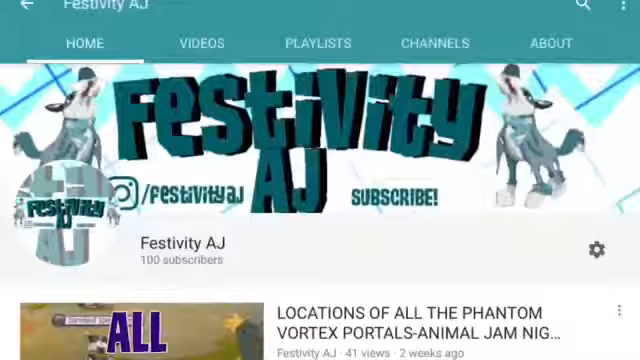 Festivity AJ
HOME VIDEOS PLAYLISTS CHANNELS ABOUT
FESTIVITY
AJ
/FESTIVITYAJ SUBSCRIBE!
FESTIVITY
AJ
Festivity AJ
100 subscribers
LOCATIONS OF ALL THE PHANTOM
VORTEX PORTALS-ANIMAL JAM NIG...
ALL
Festivity AJ · 41 views · 2 weeks ago